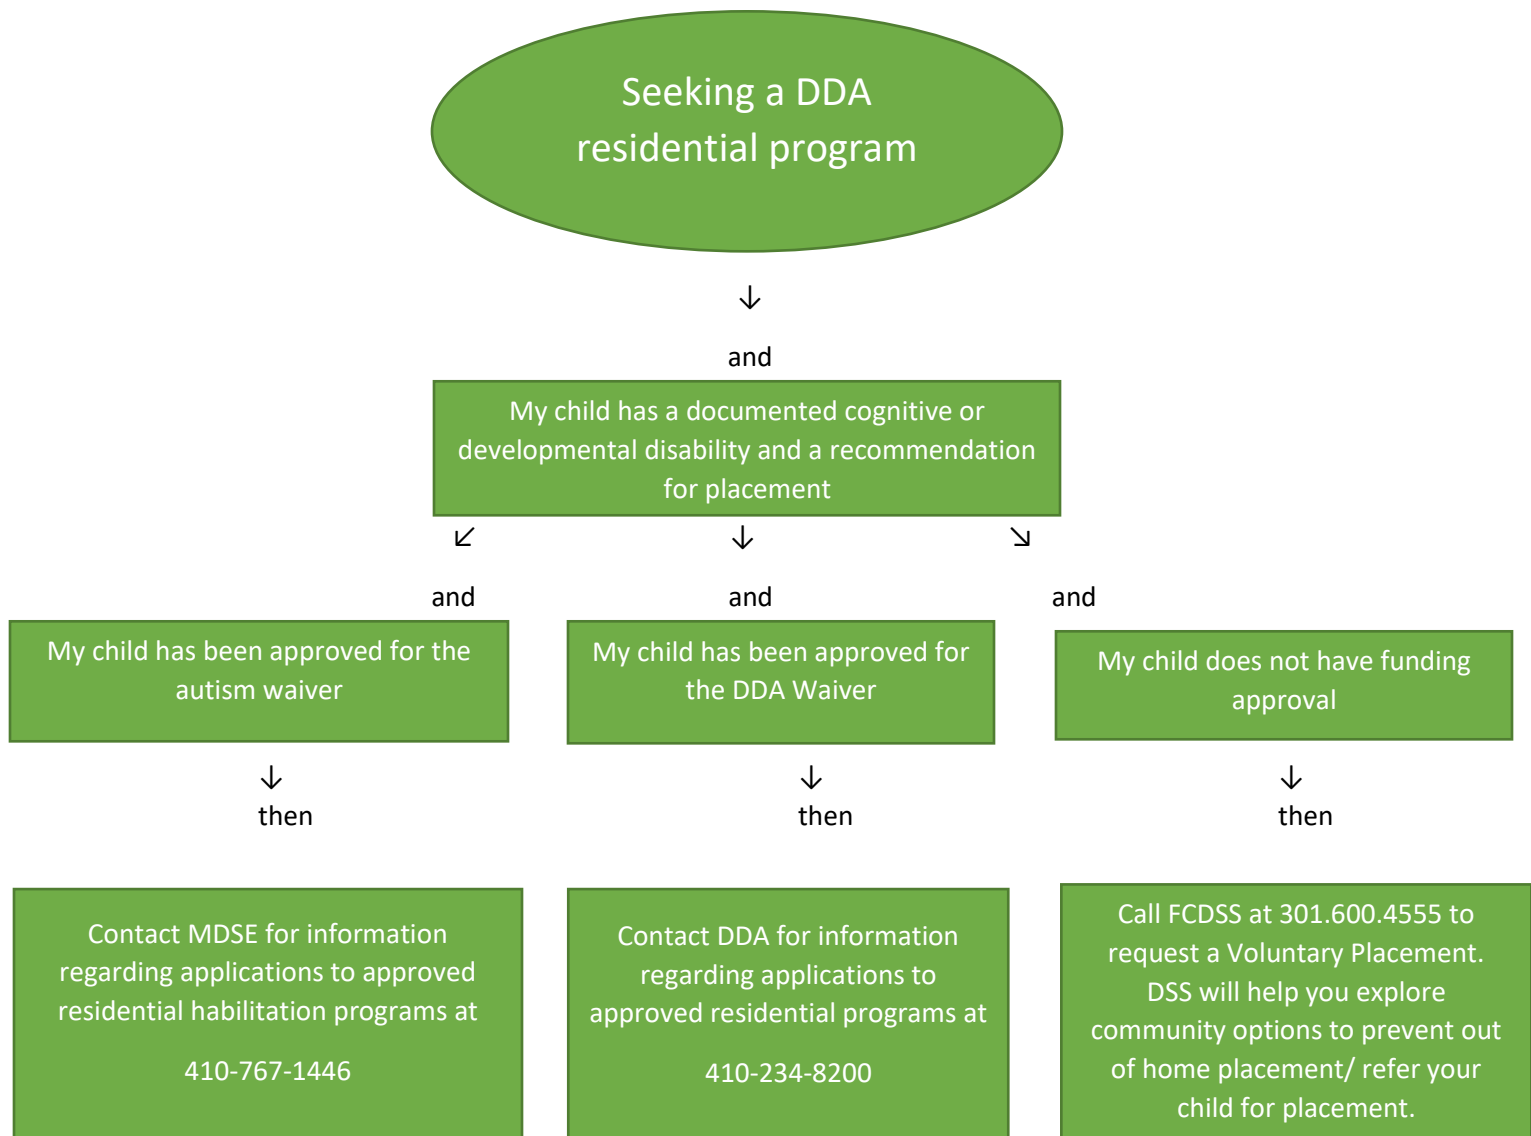 Seeking a DDA
residential program
↓
and
My child has a documented cognitive or
developmental disability and a recommendation
for placement
↙ ↓ ↘
and and and
My child has been approved for the
autism waiver
My child has been approved for
the DDA Waiver
My child does not have funding
approval
↓ ↓ ↓
then then then
Contact MDSE for information
regarding applications to approved
residential habilitation programs at
410-767-1446
Contact DDA for information
regarding applications to
approved residential programs at
410-234-8200
Call FCDSS at 301.600.4555 to
request a Voluntary Placement.
DSS will help you explore
community options to prevent out
of home placement/ refer your
child for placement.